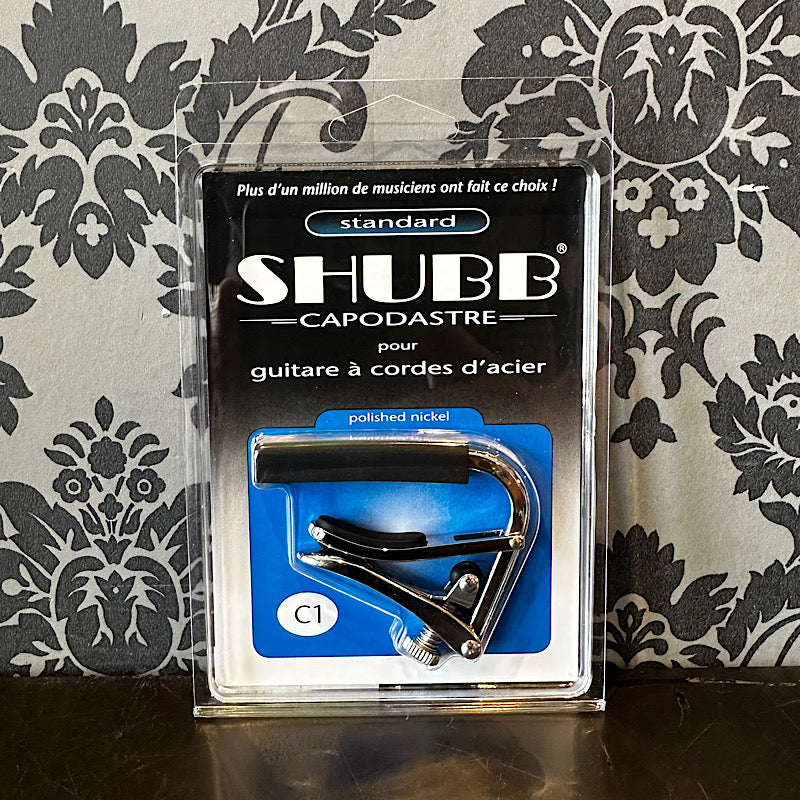 Plus d'un million de musiciens ont fait ce choix !
standard
SHUBB®
CAPODASTRE
pour
guitare à cordes d'acier
polished nickel
C1